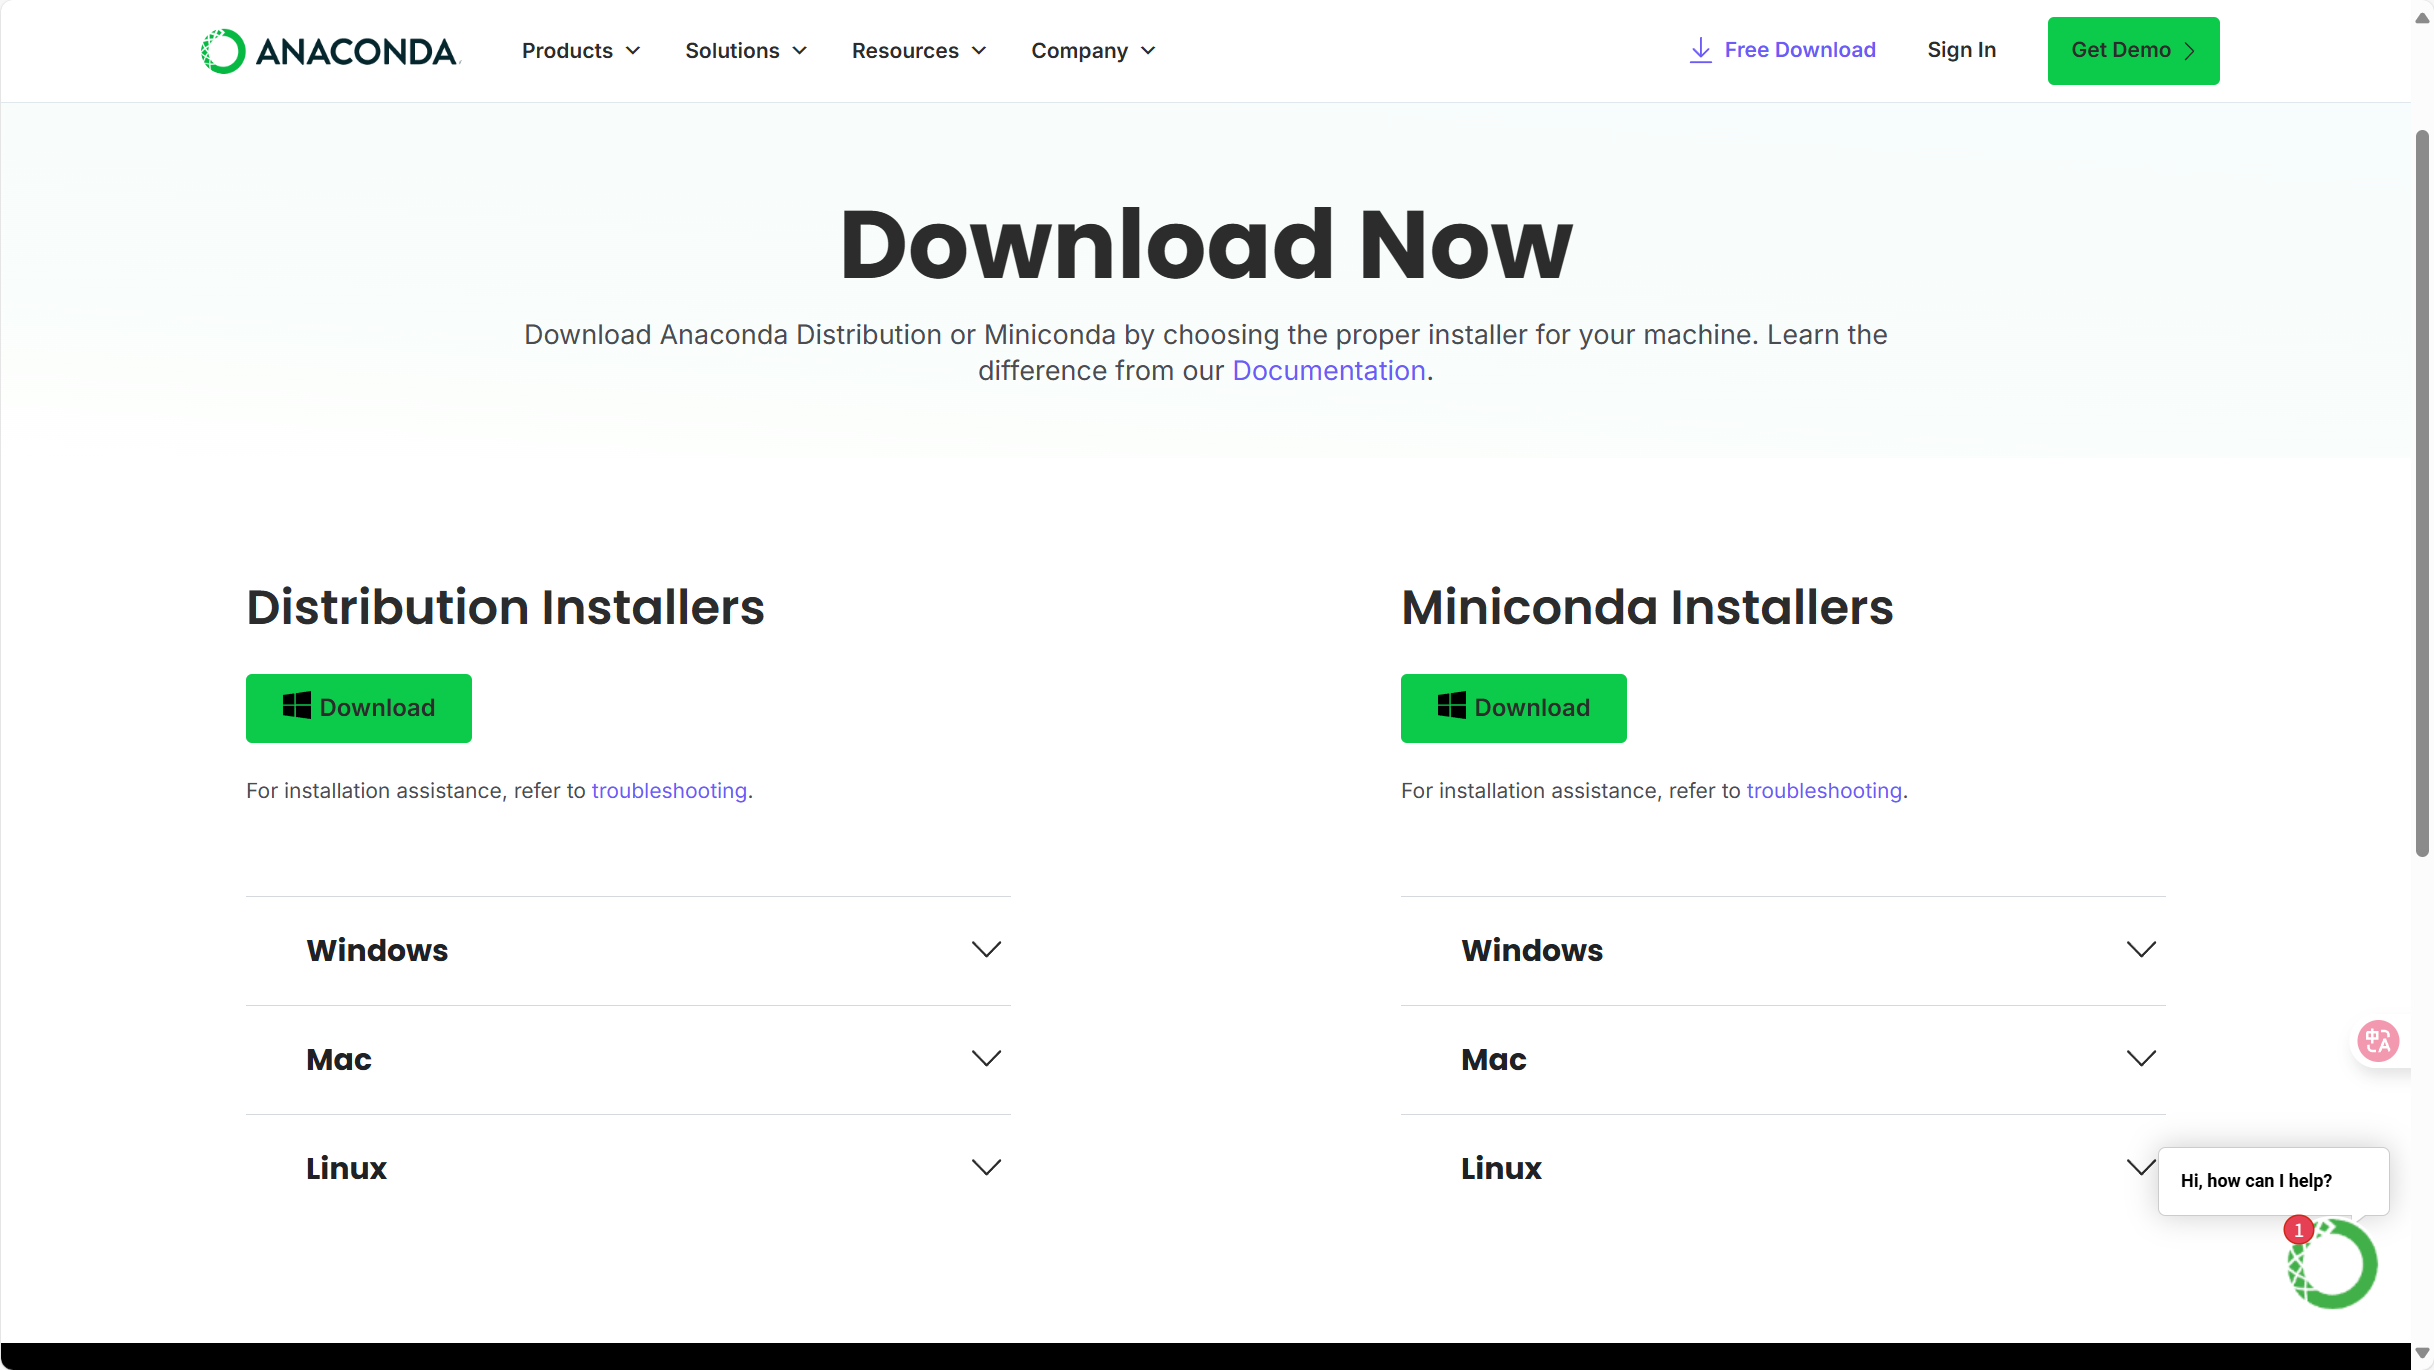 ANACONDA.
Products
Solutions
Resources
Company
Free Download
Sign In
Get Demo
Download Now
Download Anaconda Distribution or Miniconda by choosing the proper installer for your machine. Learn the
difference from our Documentation.
Distribution Installers
Download
For installation assistance, refer to troubleshooting.
Windows
Mac
Linux
Miniconda Installers
Download
For installation assistance, refer to troubleshooting.
Windows
Mac
Linux
中A
Hi, how can I help?
1